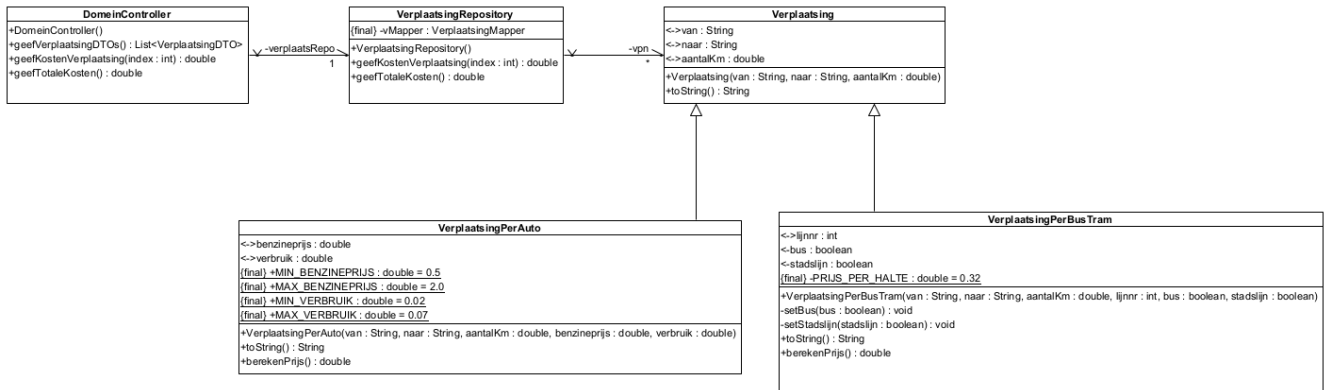 DomeinController
+DomeinController()
+geefVerplaatsingDTOs() : List<VerplaatsingDTO>
+geefKostenVerplaatsing(index : int) : double
+geefTotaleKosten() : double
-verplaatsRepo
1
VerplaatsingRepository
{final} -vMapper : VerplaatsingMapper
+VerplaatsingRepository()
+geefKostenVerplaatsing(index : int) : double
+geefTotaleKosten() : double
-vpn
*
Verplaatsing
<->van : String
<->naar : String
<->aantalKm : double
+Verplaatsing(van : String, naar : String, aantalKm : double)
+toString() : String
VerplaatsingPerAuto
<->benzineprijs : double
<->verbruik : double
{final} +MIN_BENZINEPRIJS : double = 0.5
{final} +MAX_BENZINEPRIJS : double = 2.0
{final} +MIN_VERBRUIK : double = 0.02
{final} +MAX_VERBRUIK : double = 0.07
+VerplaatsingPerAuto(van : String, naar : String, aantalKm : double, benzineprijs : double, verbruik : double)
+toString() : String
+berekenPrijs() : double
VerplaatsingPerBusTram
<->lijnnr : int
<->bus : boolean
<->stadslijn : boolean
{final} -PRIJS_PER_HALTE : double = 0.32
+VerplaatsingPerBusTram(van : String, naar : String, aantalKm : double, lijnnr : int, bus : boolean, stadslijn : boolean)
-setBus(bus : boolean) : void
-setStadslijn(stadslijn : boolean) : void
+toString() : String
+berekenPrijs() : double